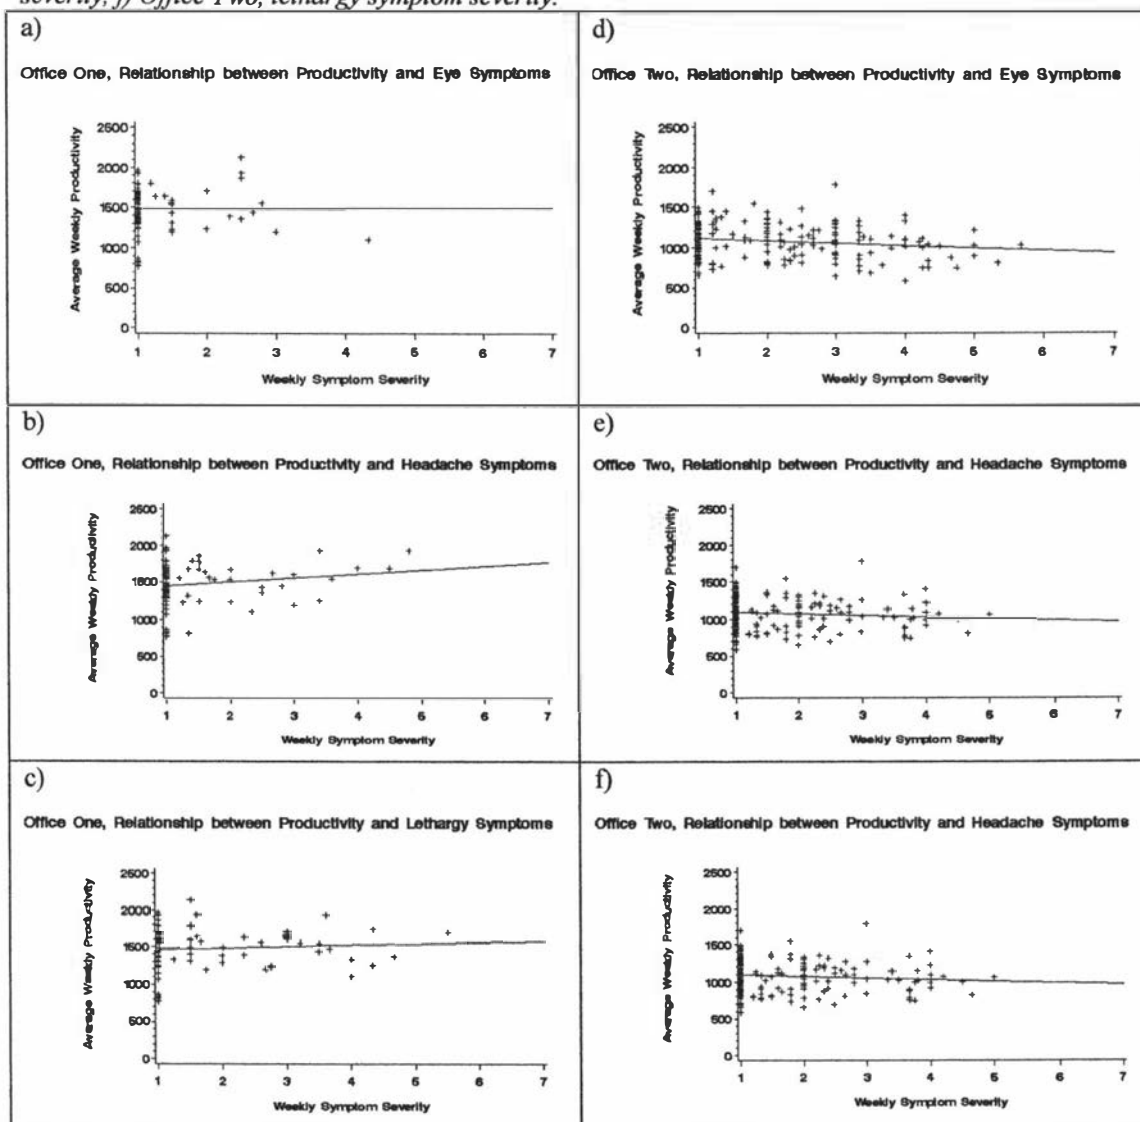 severity; f) Office Two, lethargy symptom severity.
a)
Office One, Relationship between Productivity and Eye Symptoms
Average Weekly Productivity
2500
2000
1500
1000
500
0
1 2 3 4 5 6 7
Weekly Symptom Severity
d)
Office Two, Relationship between Productivity and Eye Symptoms
Average Weekly Productivity
2500
2000
1500
1000
500
0
1 2 3 4 5 6 7
Weekly Symptom Severity
b)
Office One, Relationship between Productivity and Headache Symptoms
Average Weekly Productivity
2500
2000
1500
1000
500
0
1 2 3 4 5 6 7
Weekly Symptom Severity
e)
Office Two, Relationship between Productivity and Headache Symptoms
Average Weekly Productivity
2500
2000
1500
1000
500
0
1 2 3 4 5 6 7
Weekly Symptom Severity
c)
Office One, Relationship between Productivity and Lethargy Symptoms
Average Weekly Productivity
2500
2000
1500
1000
500
0
1 2 3 4 5 6 7
Weekly Symptom Severity
f)
Office Two, Relationship between Productivity and Headache Symptoms
Average Weekly Productivity
2500
2000
1500
1000
500
0
1 2 3 4 5 6 7
Weekly Symptom Severity